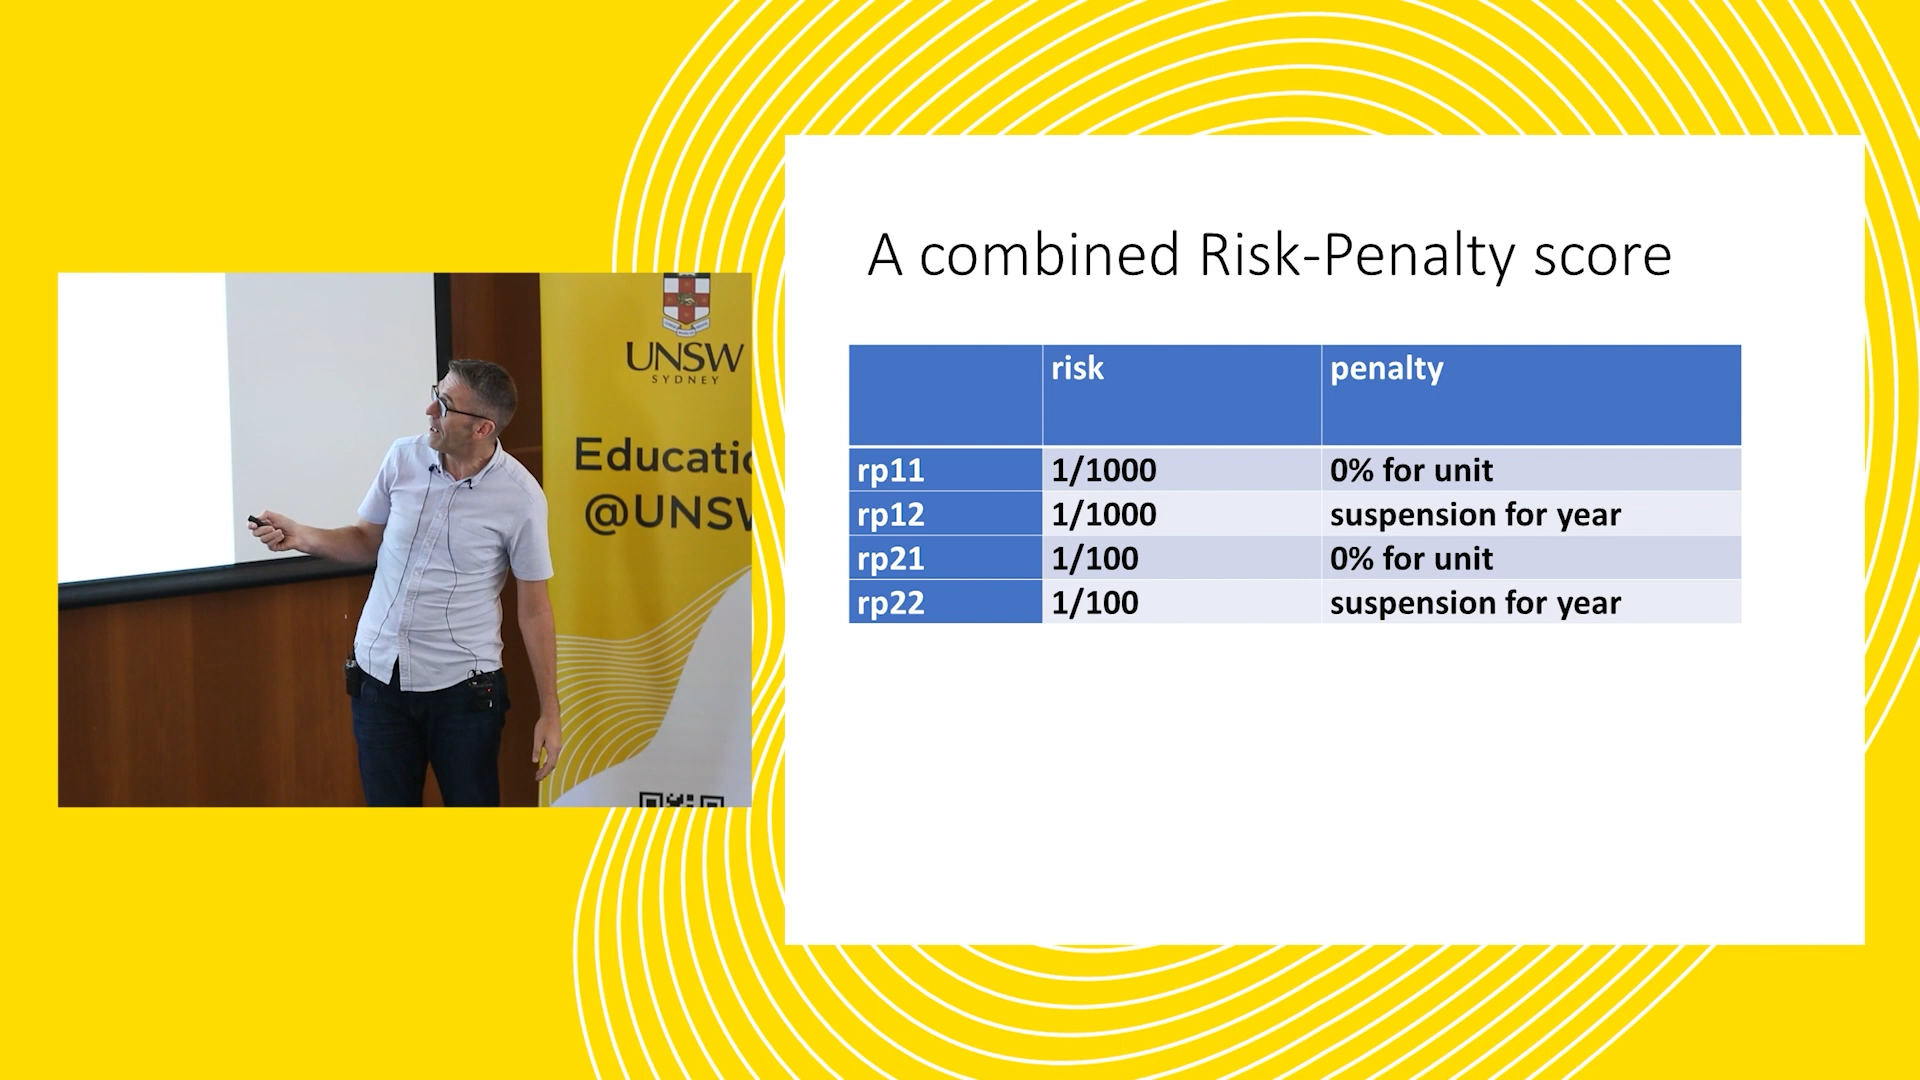 UNSW
SYDNEY
Educatio
@UNSW
A combined Risk-Penalty score
risk penalty
rp11 1/1000 0% for unit
rp12 1/1000 suspension for year
rp21 1/100 0% for unit
rp22 1/100 suspension for year